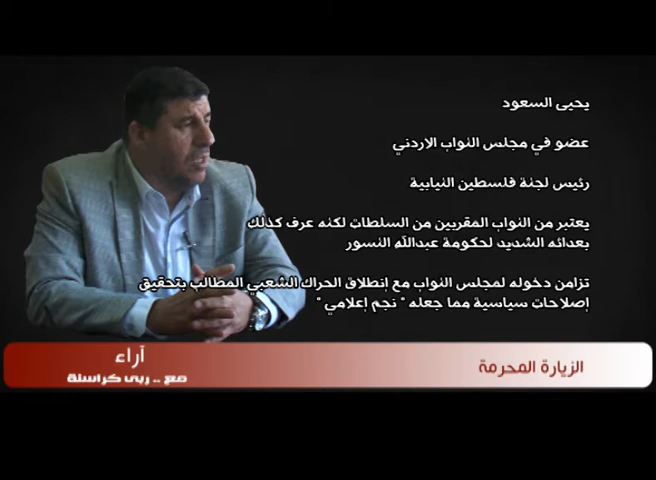 يحيى السعود
عضو في مجلس النواب الاردني
رئيس لجنة فلسطين النيابية
يعتبر من النواب المقربين من السلطات لكنه عرف كذلك
بعدائه الشديد لحكومة عبدالله النسور
تزامن دخوله لمجلس النواب مع إنطلاق الحراك الشعبي المطالب بتحقيق
إصلاحات سياسية مما جعله " نجم إعلامي "
الزيارة المحرمة
آراء
مع .. ربى كراسنة